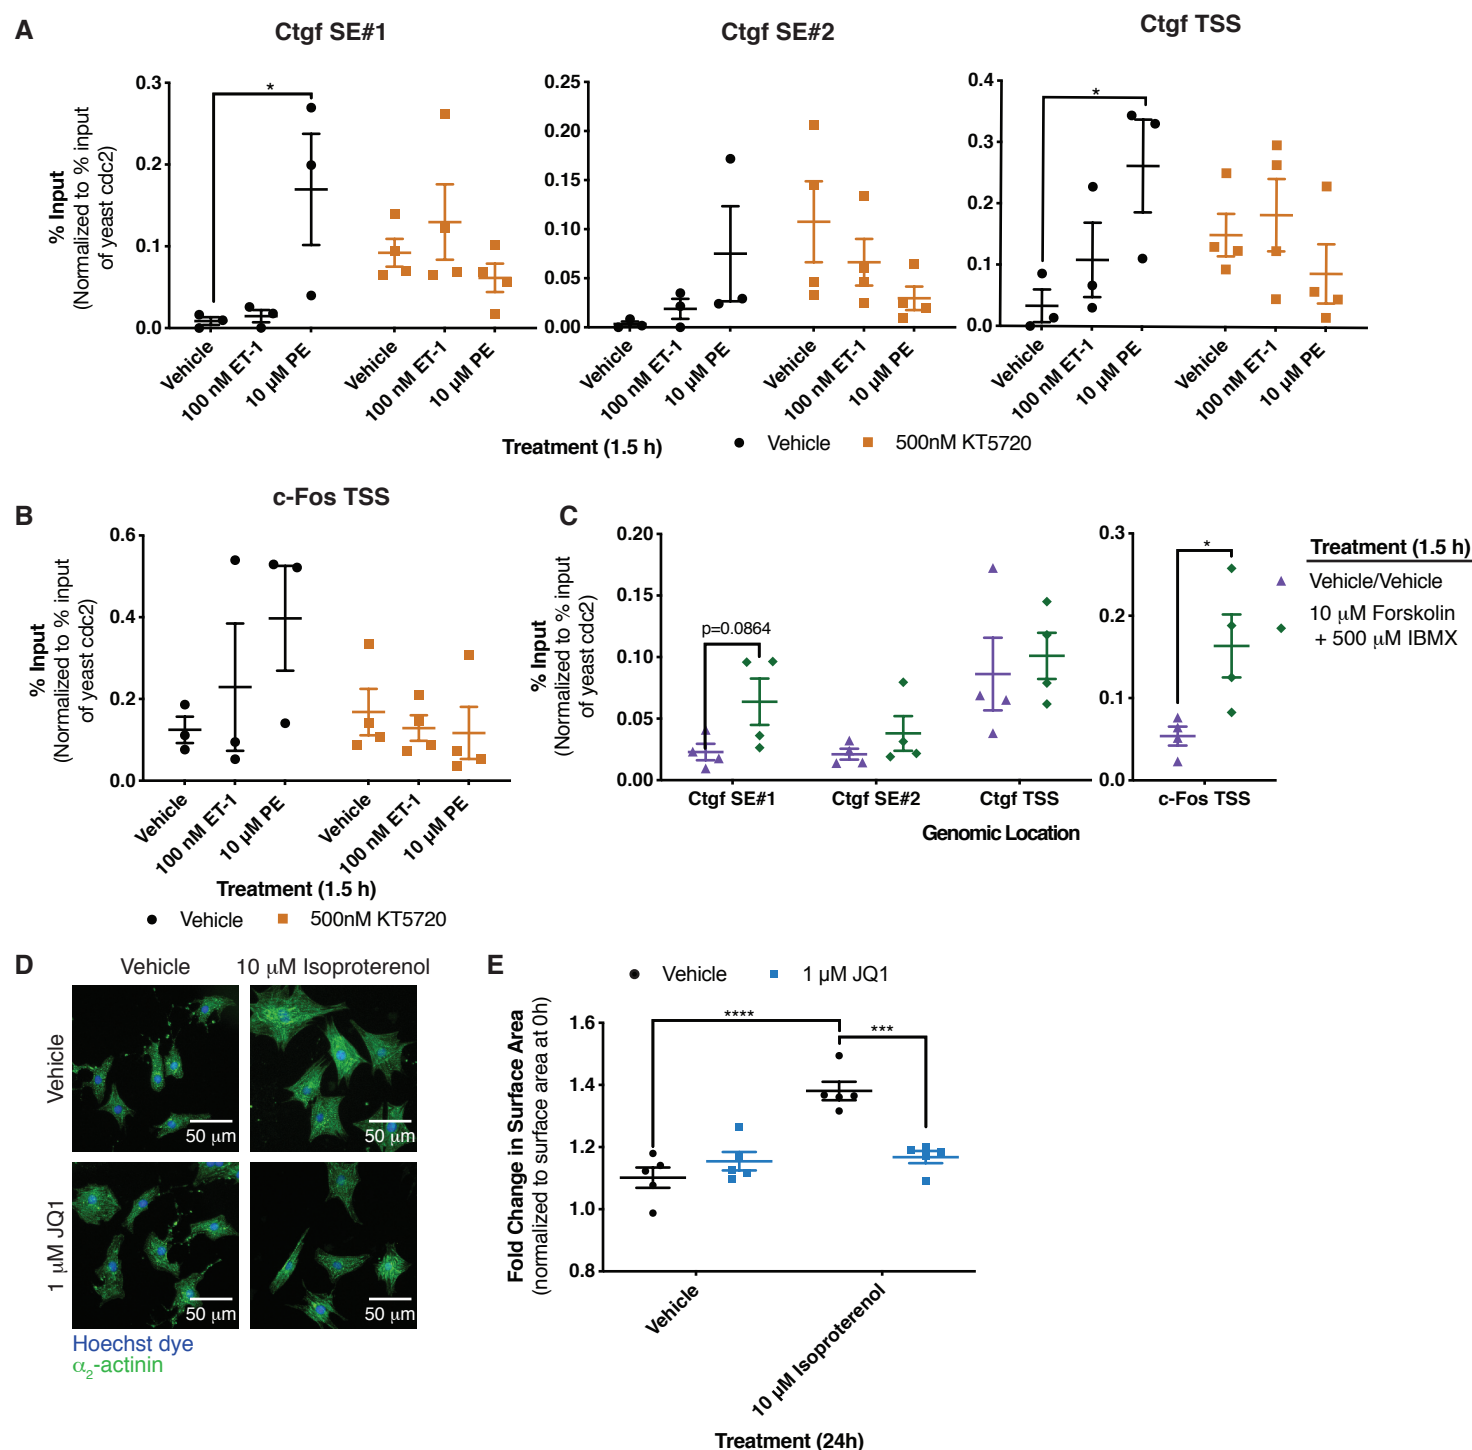 A
Ctgf SE#1
Ctgf SE#2
Ctgf TSS
% Input
(Normalized to % input
of yeast cdc2)
0.3
0.2
0.1
0.0
*
Vehicle
100 nM ET-1
10 µM PE
Vehicle
100 nM ET-1
10 µM PE
0.25
0.20
0.15
0.10
0.05
0.00
Vehicle
100 nM ET-1
10 µM PE
Vehicle
100 nM ET-1
10 µM PE
0.4
0.3
0.2
0.1
0.0
*
Vehicle
100 nM ET-1
10 µM PE
Vehicle
100 nM ET-1
10 µM PE
Treatment (1.5 h)
Vehicle
500nM KT5720
B
c-Fos TSS
% Input
(Normalized to % input
of yeast cdc2)
0.6
0.4
0.2
0.0
Vehicle
100 nM ET-1
10 µM PE
Vehicle
100 nM ET-1
10 µM PE
Treatment (1.5 h)
Vehicle
500nM KT5720
C
% Input
(Normalized to % input
of yeast cdc2)
0.20
0.15
0.10
0.05
0.00
p=0.0864
Ctgf SE#1
Ctgf SE#2
Ctgf TSS
0.3
0.2
0.1
0.0
*
c-Fos TSS
Genomic Location
Treatment (1.5 h)
Vehicle/Vehicle
10 µM Forskolin
+ 500 µM IBMX
D
Vehicle
10 µM Isoproterenol
Vehicle
50 µm
50 µm
1 µM JQ1
50 µm
50 µm
Hoechst dye
α2-actinin
E
Vehicle
1 µM JQ1
Fold Change in Surface Area
(normalized to surface area at 0h)
1.6
1.4
1.2
1.0
0.8
****
***
Vehicle
10 µM Isoproterenol
Treatment (24h)